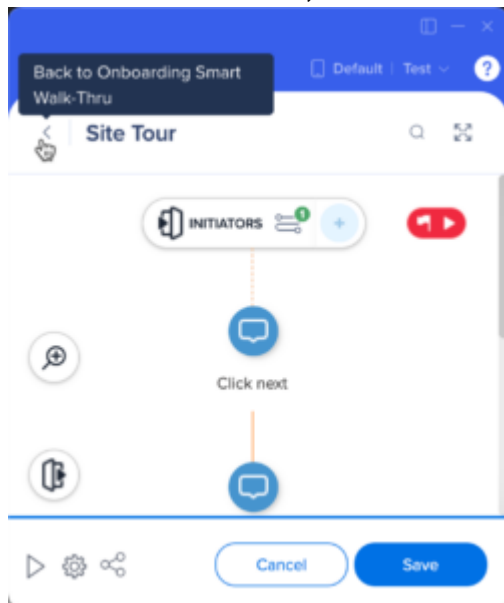 Back to Onboarding Smart
Walk-Thru
Default | Test
?
Site Tour
INITIATORS 1 +
Click next
Cancel
Save